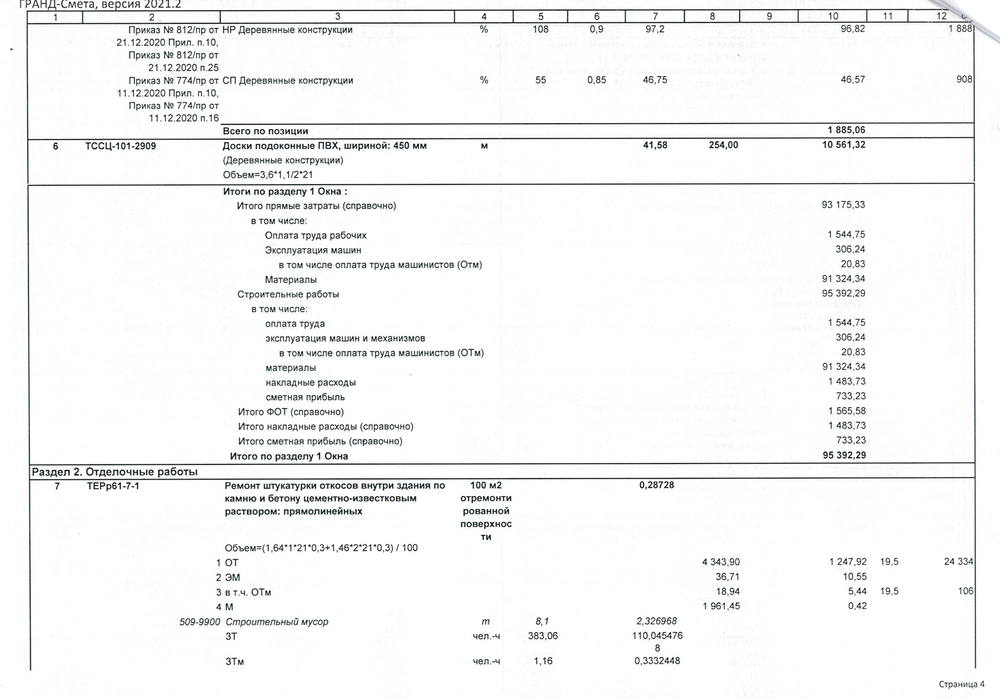 ГРАНД-Смета, версия 2021.2
1 2 3 4 5 6 7 8 9 10 11 12
Приказ № 812/пр от НР Деревянные конструкции % 108 0,9 97,2 96,82 1 888
21.12.2020 Прил. п.10,
Приказ № 812/пр от
21.12.2020 п.25
Приказ № 774/пр от СП Деревянные конструкции % 55 0,85 46,75 46,57 908
11.12.2020 Прил. п.10,
Приказ № 774/пр от
11.12.2020 п.16
Всего по позиции 1 885,06
6 ТССЦ-101-2909 Доски подоконные ПВХ, шириной: 450 мм м 41,58 254,00 10 561,32
(Деревянные конструкции)
Объем=3,6*1,1/2*21
Итоги по разделу 1 Окна :
Итого прямые затраты (справочно) 93 175,33
в том числе:
Оплата труда рабочих 1 544,75
Эксплуатация машин 306,24
в том числе оплата труда машинистов (Отм) 20,83
Материалы 91 324,34
Строительные работы 95 392,29
в том числе:
оплата труда 1 544,75
эксплуатация машин и механизмов 306,24
в том числе оплата труда машинистов (ОТм) 20,83
материалы 91 324,34
накладные расходы 1 483,73
сметная прибыль 733,23
Итого ФОТ (справочно) 1 565,58
Итого накладные расходы (справочно) 1 483,73
Итого сметная прибыль (справочно) 733,23
Итого по разделу 1 Окна 95 392,29
Раздел 2. Отделочные работы
7 ТЕРр61-7-1 Ремонт штукатурки откосов внутри здания по 100 м2 0,28728
камню и бетону цементно-известковым отремонти
раствором: прямолинейных рованной
поверхнос
ти
Объем=(1,64*1*21*0,3+1,46*2*21*0,3) / 100
1 ОТ 4 343,90 1 247,92 19,5 24 334
2 ЭМ 36,71 10,55
3 в т.ч. ОТм 18,94 5,44 19,5 106
4 М 1 961,45 0,42
509-9900 Строительный мусор т 8,1 2,326968
ЗТ чел.-ч 383,06 110,045476
8
ЗТм чел.-ч 1,16 0,3332448
Страница 4